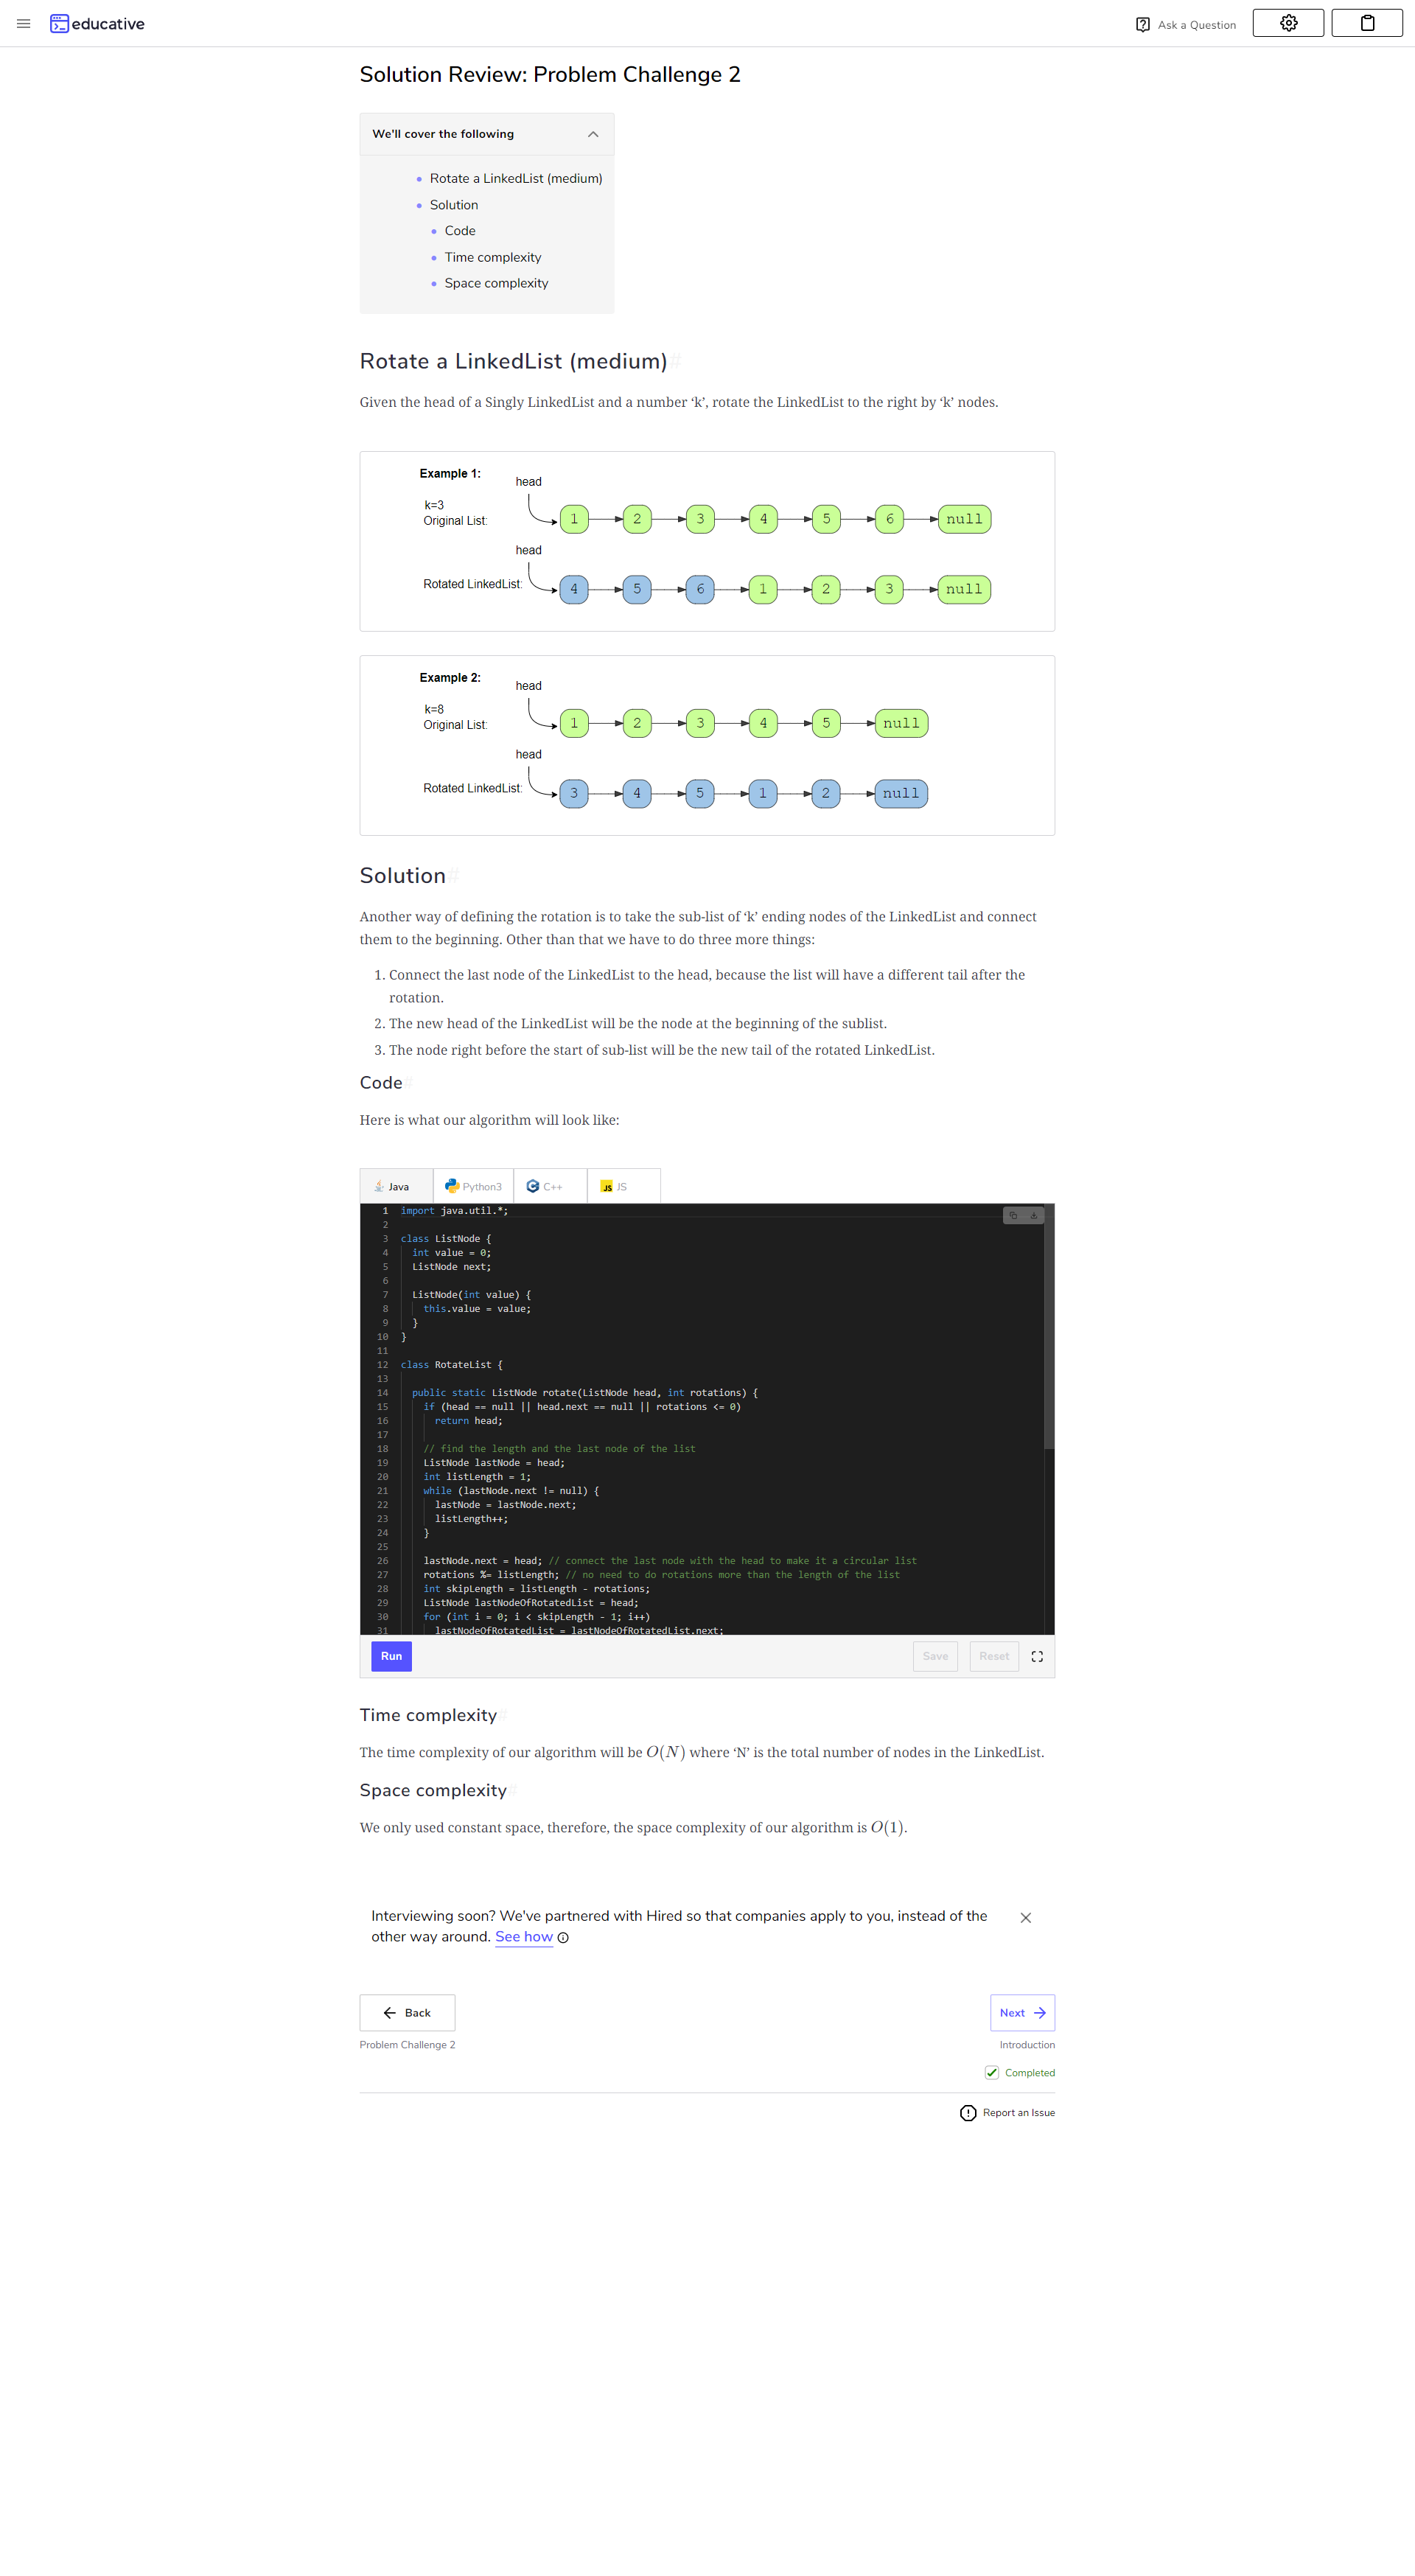 educative
Ask a Question
Solution Review: Problem Challenge 2
We'll cover the following
Rotate a LinkedList (medium)
Solution
Code
Time complexity
Space complexity
Rotate a LinkedList (medium)#
Given the head of a Singly LinkedList and a number ‘k’, rotate the LinkedList to the right by ‘k’ nodes.
Example 1:
head
k=3
Original List:
1 2 3 4 5 6 null
head
Rotated LinkedList:
4 5 6 1 2 3 null
Example 2:
head
k=8
Original List:
1 2 3 4 5 null
head
Rotated LinkedList:
3 4 5 1 2 null
Solution#
Another way of defining the rotation is to take the sub-list of ‘k’ ending nodes of the LinkedList and connect
them to the beginning. Other than that we have to do three more things:
1. Connect the last node of the LinkedList to the head, because the list will have a different tail after the
rotation.
2. The new head of the LinkedList will be the node at the beginning of the sublist.
3. The node right before the start of sub-list will be the new tail of the rotated LinkedList.
Code#
Here is what our algorithm will look like:
Java Python3 C++ JS JS
1 import java.util.*;
2
3 class ListNode {
4 int value = 0;
5 ListNode next;
6
7 ListNode(int value) {
8 this.value = value;
9 }
10 }
11
12 class RotateList {
13
14 public static ListNode rotate(ListNode head, int rotations) {
15 if (head == null || head.next == null || rotations <= 0)
16 return head;
17
18 // find the length and the last node of the list
19 ListNode lastNode = head;
20 int listLength = 1;
21 while (lastNode.next != null) {
22 lastNode = lastNode.next;
23 listLength++;
24 }
25
26 lastNode.next = head; // connect the last node with the head to make it a circular list
27 rotations %= listLength; // no need to do rotations more than the length of the list
28 int skipLength = listLength - rotations;
29 ListNode lastNodeOfRotatedList = head;
30 for (int i = 0; i < skipLength - 1; i++)
31 lastNodeOfRotatedList = lastNodeOfRotatedList.next;
Run Save Reset
Time complexity#
The time complexity of our algorithm will be O(N) where ‘N’ is the total number of nodes in the LinkedList.
Space complexity#
We only used constant space, therefore, the space complexity of our algorithm is O(1).
Interviewing soon? We've partnered with Hired so that companies apply to you, instead of the
other way around. See how
Back
Next
Problem Challenge 2
Introduction
Completed
Report an Issue